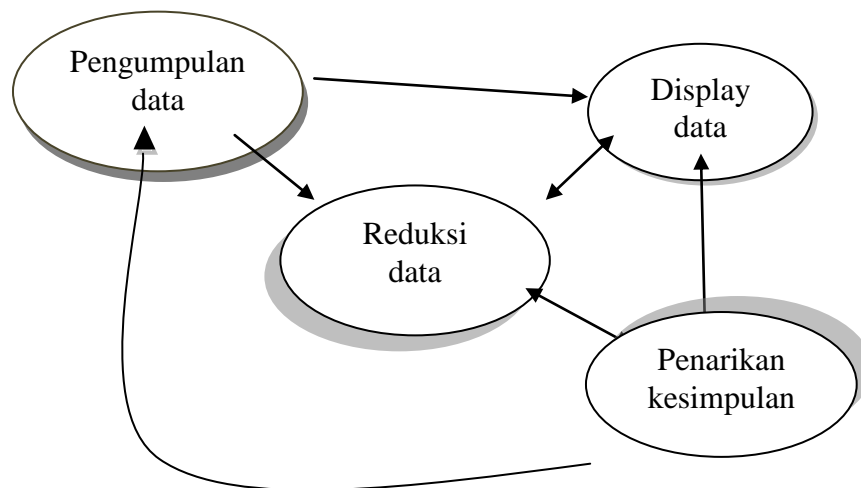 Pengumpulan
data
Display
data
Reduksi
data
Penarikan
kesimpulan